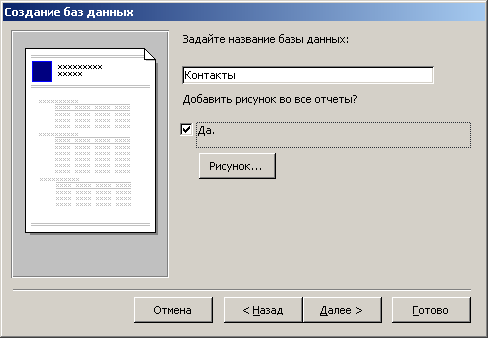 Создание баз данных
Задайте название базы данных:
Контакты
Добавить рисунок во все отчеты?
Да.
Рисунок...
Отмена
< Назад
Далее >
Готово